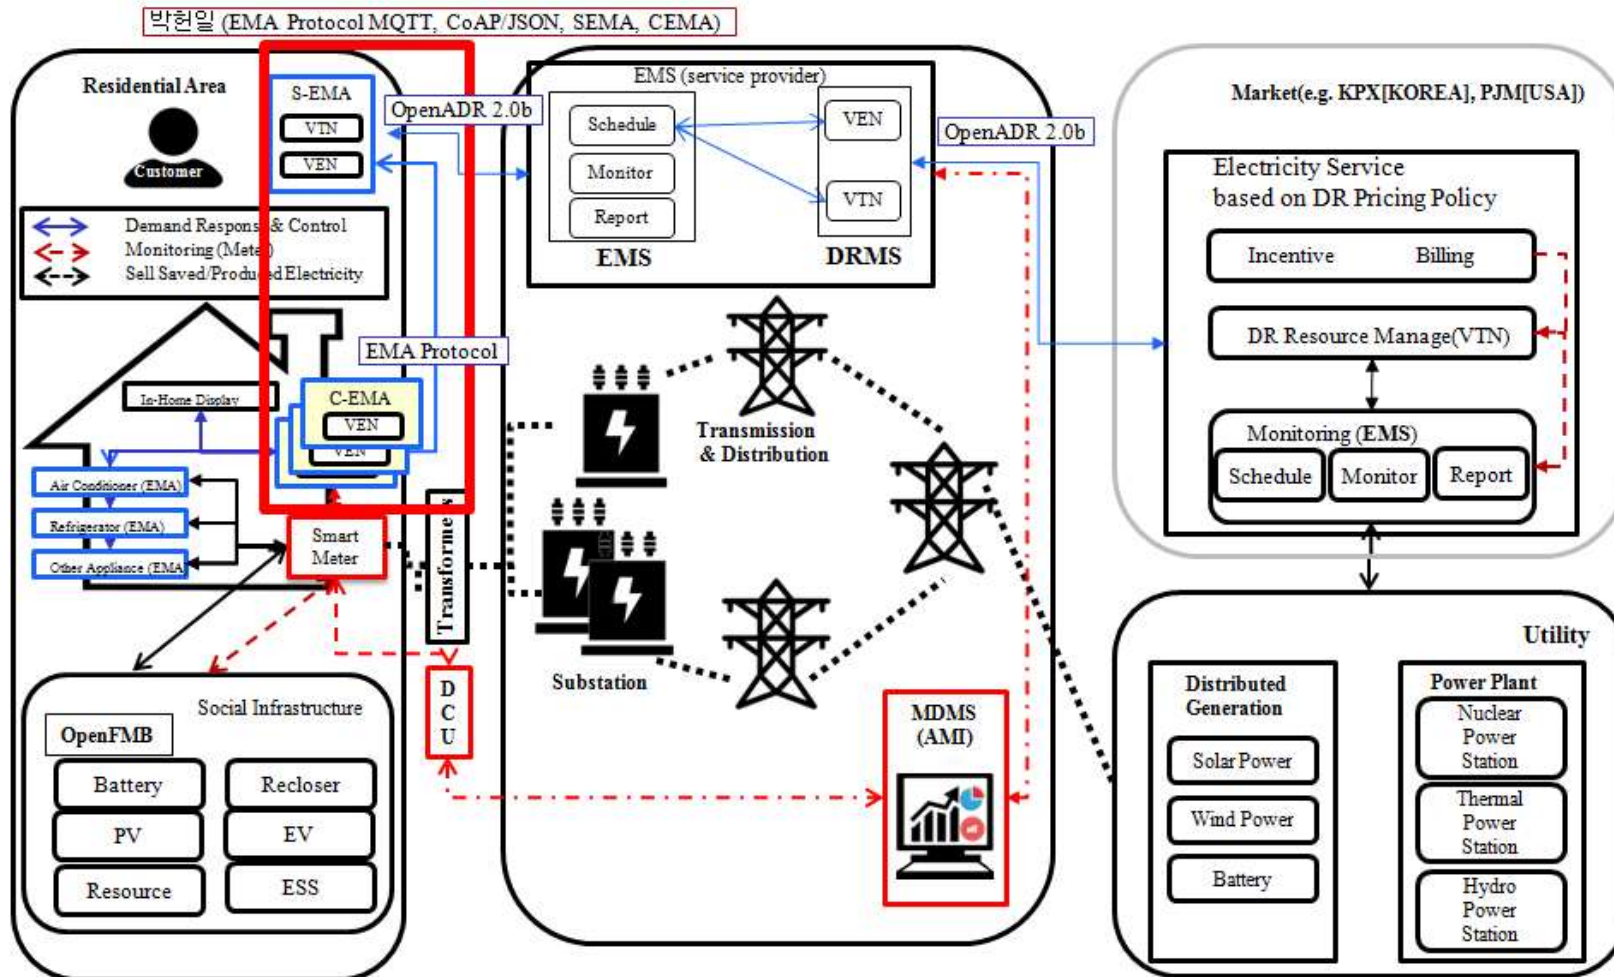 박헌일 (EMA Protocol MQTT, CoAP/JSON, SEMA, CEMA)
Residential Area
Customer
S-EMA
VTN
VEN
OpenADR 2.0b
Demand Response & Control
Monitoring (Meter)
Sell Saved/Produced Electricity
EMA Protocol
In-Home Display
C-EMA
VEN
VEN
Air Conditioner (EMA)
Refrigerator (EMA)
Other Appliance (EMA
Smart
Meter
Transformers
DCU
Social Infrastructure
OpenFMB
Battery
Recloser
PV
EV
Resource
ESS
EMS (service provider)
Schedule
Monitor
Report
EMS
VEN
VTN
DRMS
OpenADR 2.0b
Transmission
& Distribution
Substation
MDMS
(AMI)
Market(e.g. KPX[KOREA], PJM[USA])
Electricity Service
based on DR Pricing Policy
Incentive Billing
DR Resource Manage(VTN)
Monitoring (EMS)
Schedule
Monitor
Report
Utility
Distributed
Generation
Solar Power
Wind Power
Battery
Power Plant
Nuclear
Power
Station
Thermal
Power
Station
Hydro
Power
Station